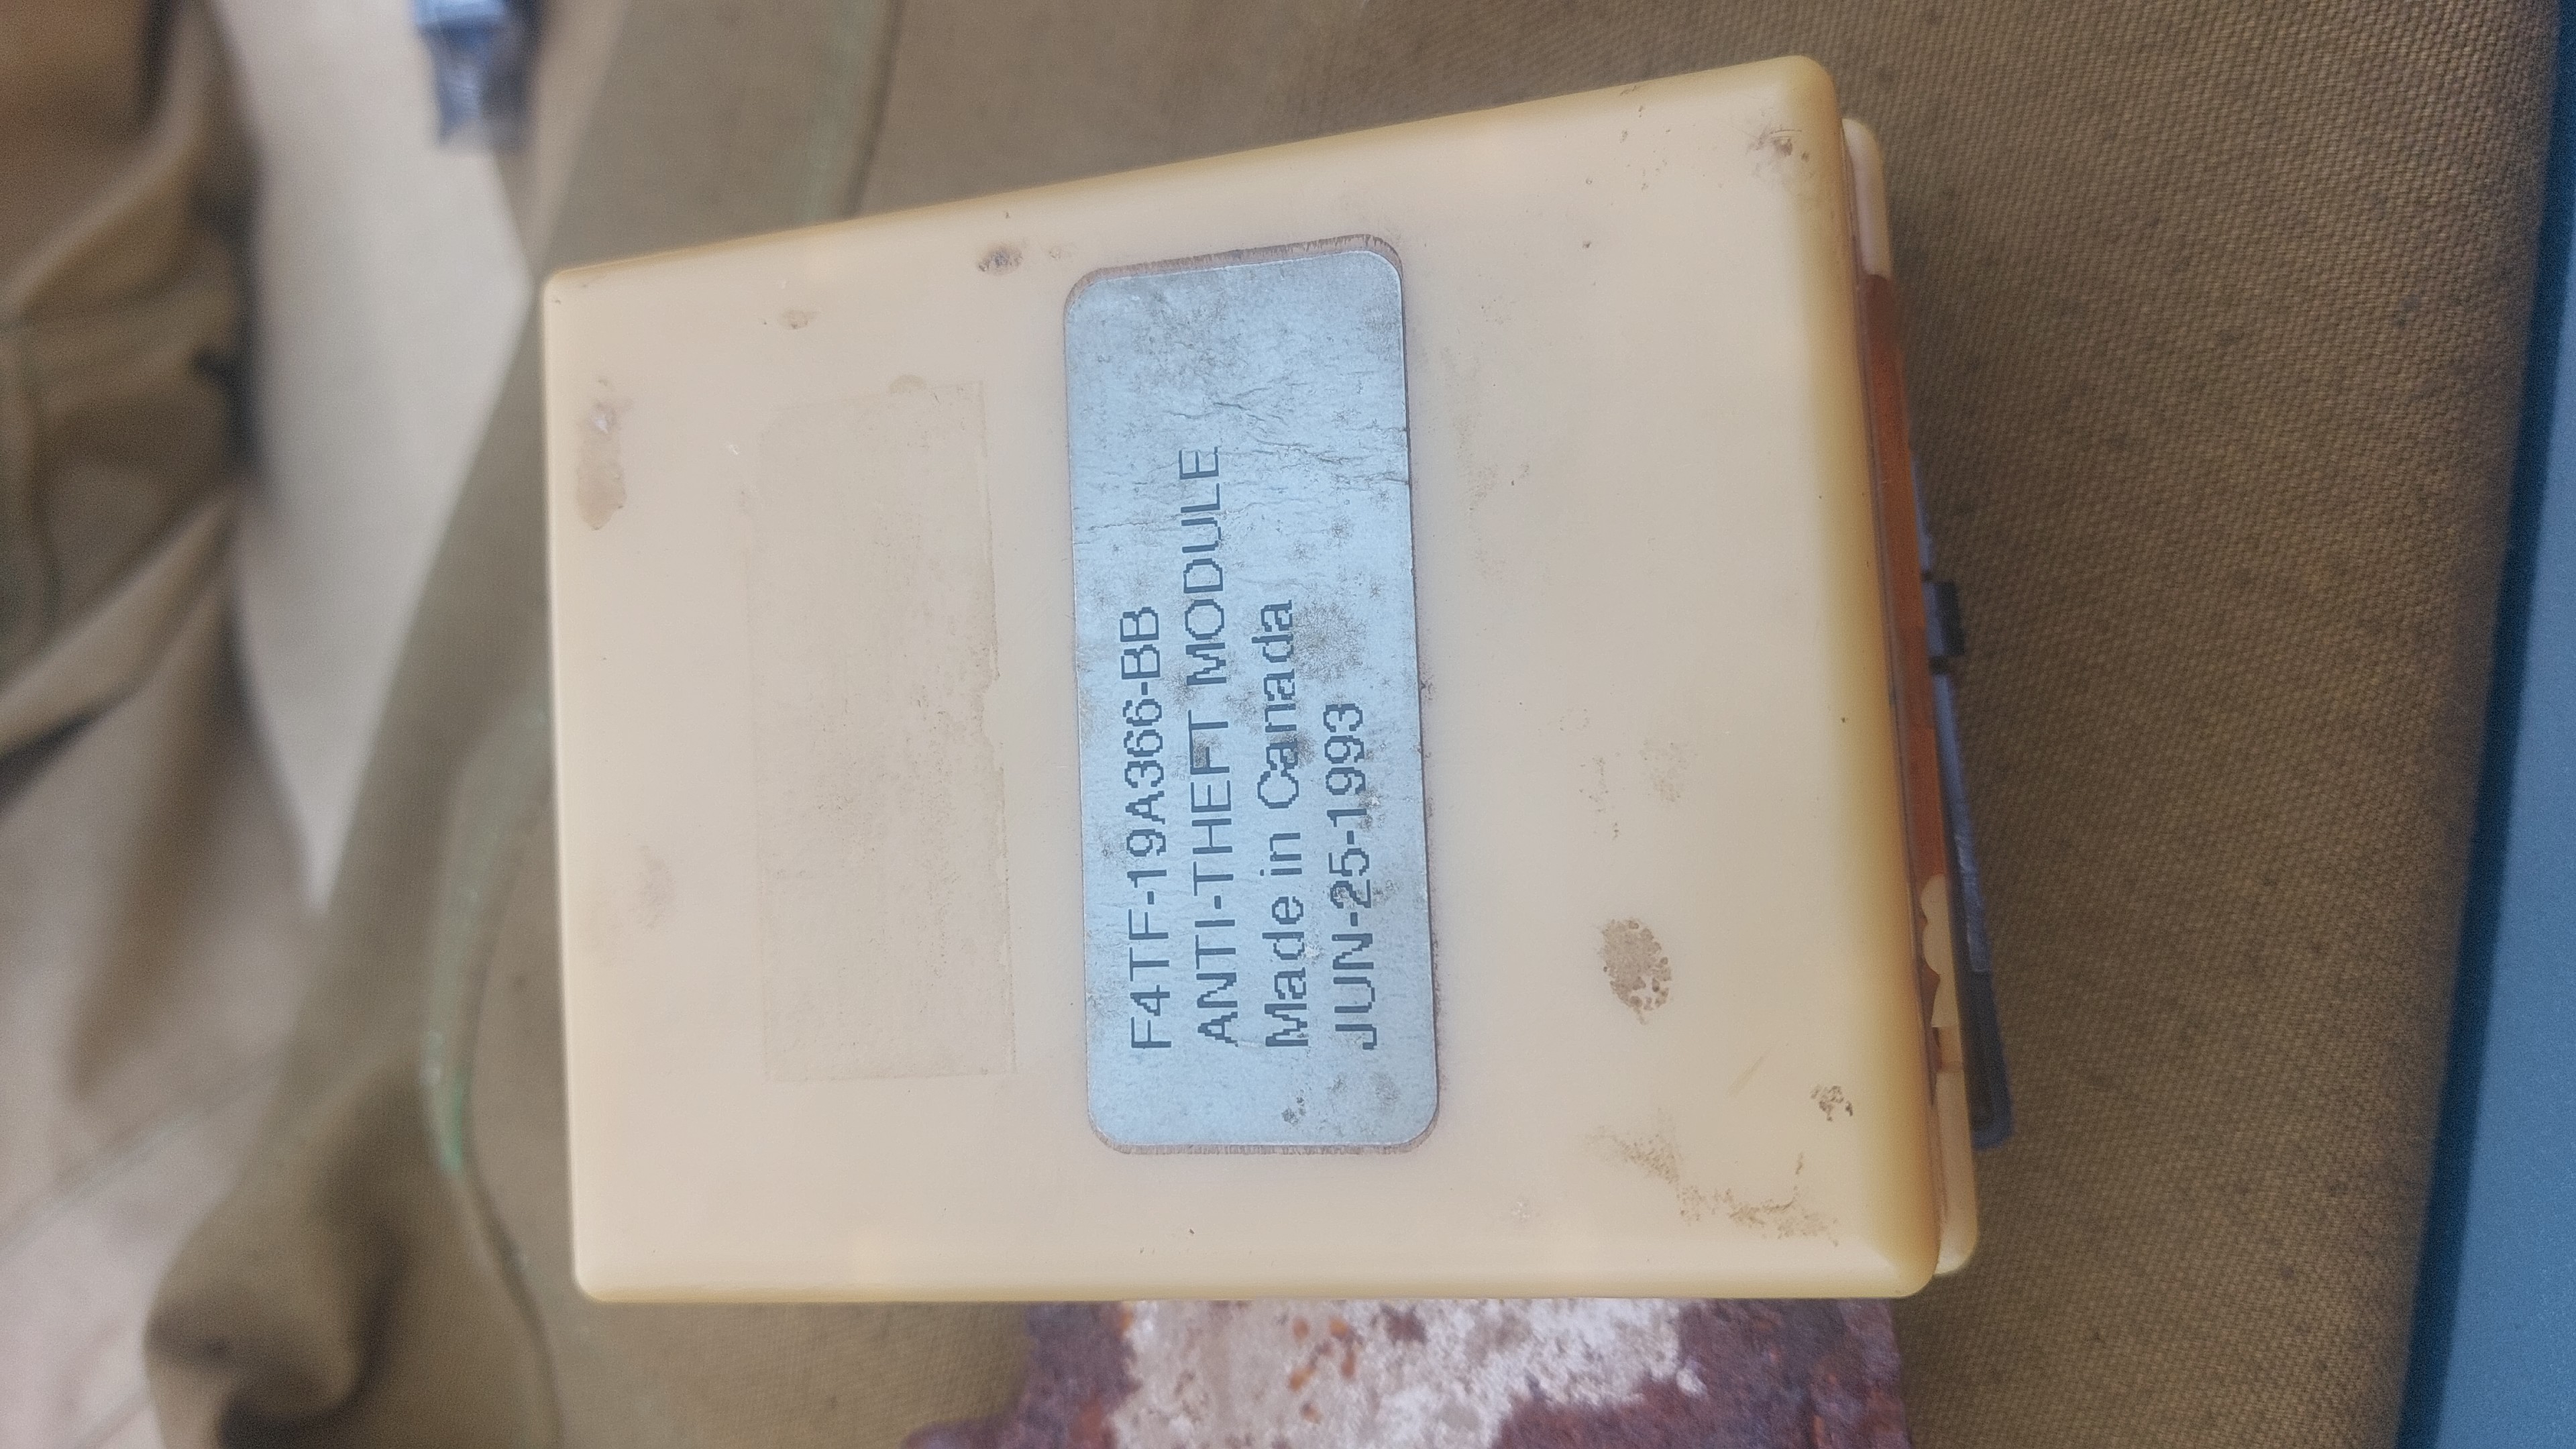 F4TF-19A366-BB
ANTI-THEFT MODULE
Made in Canada
JUN-25-1993